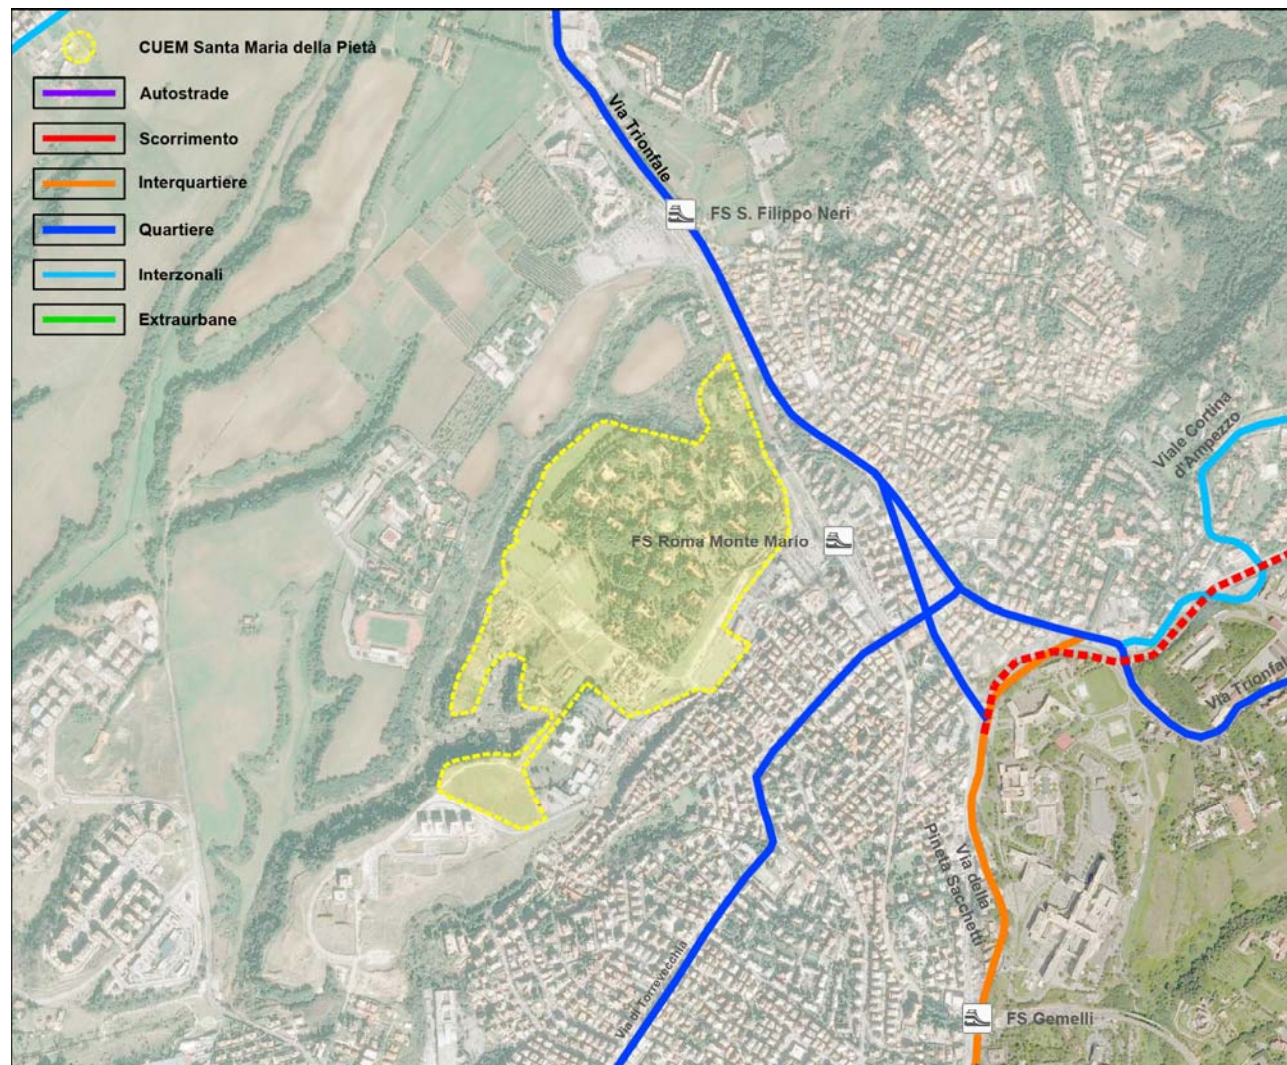 CUEM Santa Maria della Pietà
Autostrade
Scorrimento
Interquartiere
Quartiere
Interzonali
Extraurbane
Via Trionfale
FS S. Filippo Neri
Viale Cortina
d'Ampezzo
FS Roma Monte Mario
Via Trionfal
Via della
Pineta Sacchetti
Via di Torrevecchia
FS Gemelli